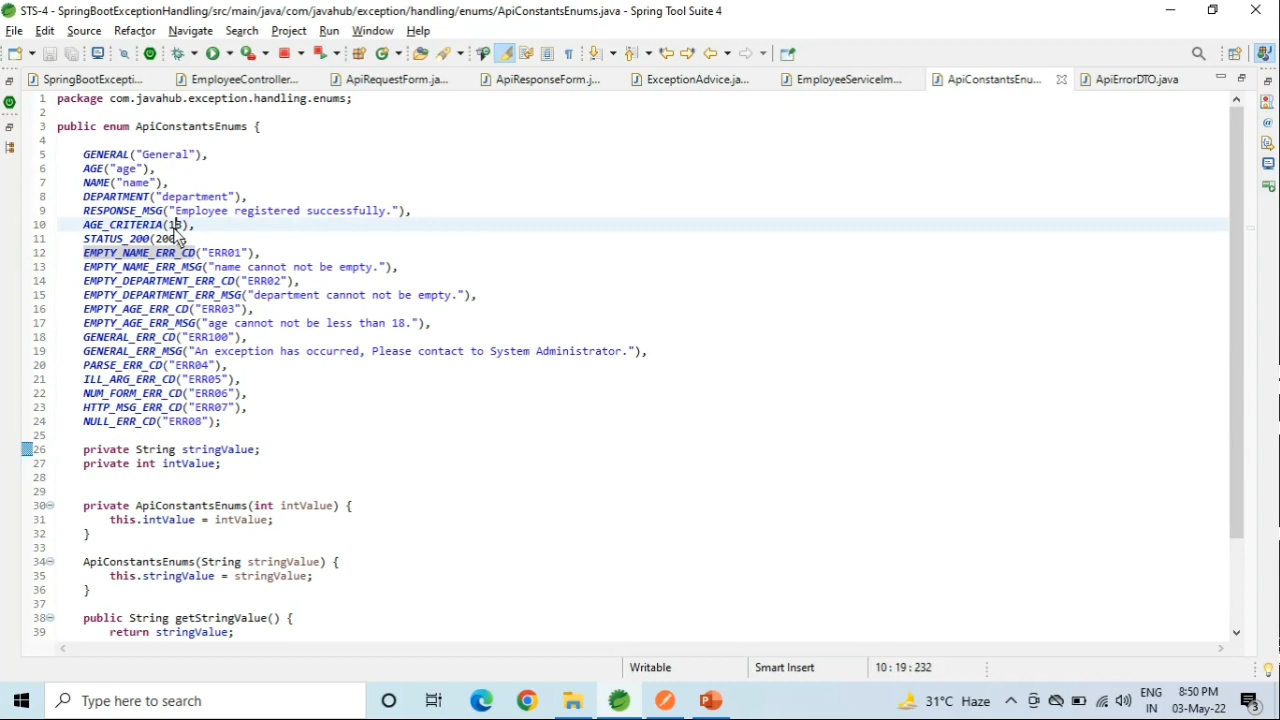 STS-4 - SpringBootExceptionHandling/src/main/java/com/javahub/exception/handling/enums/ApiConstantsEnums.java - Spring Tool Suite 4
File Edit Source Refactor Navigate Search Project Run Window Help
SpringBootExcepti... EmployeeController... ApiRequestForm.ja... ApiResponseForm.j... ExceptionAdvice.ja... EmployeeServiceIm... ApiConstantsEnu... ApiErrorDTO.java
1 package com.javahub.exception.handling.enums;
2
3 public enum ApiConstantsEnums {
4
5 GENERAL("General"),
6 AGE("age"),
7 NAME("name"),
8 DEPARTMENT("department"),
9 RESPONSE_MSG("Employee registered successfully."),
10 AGE_CRITERIA(18),
11 STATUS_200(200
12 EMPTY_NAME_ERR_CD("ERR01"),
13 EMPTY_NAME_ERR_MSG("name cannot not be empty."),
14 EMPTY_DEPARTMENT_ERR_CD("ERR02"),
15 EMPTY_DEPARTMENT_ERR_MSG("department cannot not be empty."),
16 EMPTY_AGE_ERR_CD("ERR03"),
17 EMPTY_AGE_ERR_MSG("age cannot not be less than 18."),
18 GENERAL_ERR_CD("ERR100"),
19 GENERAL_ERR_MSG("An exception has occurred, Please contact to System Administrator."),
20 PARSE_ERR_CD("ERR04"),
21 ILL_ARG_ERR_CD("ERR05"),
22 NUM_FORM_ERR_CD("ERR06"),
23 HTTP_MSG_ERR_CD("ERR07"),
24 NULL_ERR_CD("ERR08");
25
26 private String stringValue;
27 private int intValue;
28
29
30 private ApiConstantsEnums(int intValue) {
31 this.intValue = intValue;
32 }
33
34 ApiConstantsEnums(String stringValue) {
35 this.stringValue = stringValue;
36 }
37
38 public String getStringValue() {
39 return stringValue;
Writable Smart Insert 10 : 19 : 232
Type here to search 31°C Haze ENG IN 8:50 PM 03-May-22 3